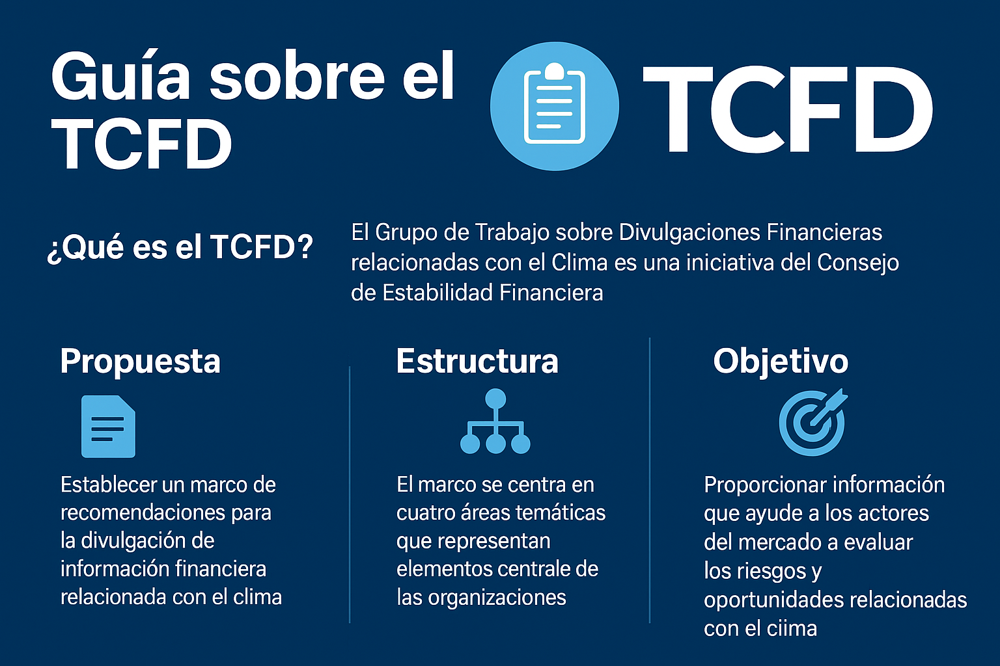 Guía sobre el
TCFD
TCFD
¿Qué es el TCFD?
El Grupo de Trabajo sobre Divulgaciones Financieras
relacionadas con el Clima es una iniciativa del Consejo
de Estabilidad Financiera
Propuesta
Establecer un marco de
recomendaciones para
la divulgación de
información financiera
relacionada con el clima
Estructura
El marco se centra en
cuatro áreas temáticas
que representan
elementos centrale de
las organizaciones
Objetivo
Proporcionar información
que ayude a los actores
del mercado a evaluar
los riesgos y
oportunidades relacionadas
con el ciima